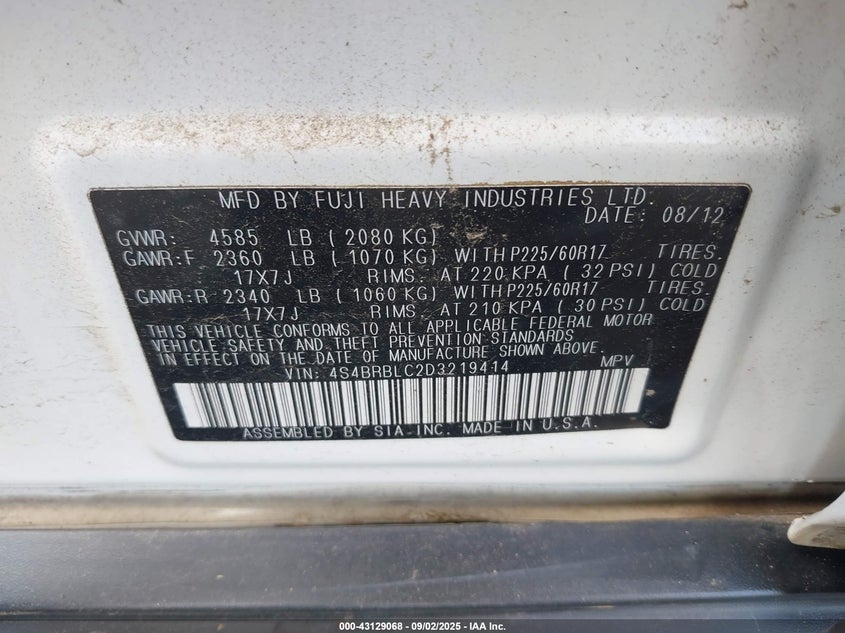 MFD BY FUJI HEAVY INDUSTRIES LTD.
DATE: 08/12
GVWR: 4585 LB ( 2080 KG)
GAWR:F 2360 LB ( 1070 KG) WITH P225/60R17 TIRES.
17X7J RIMS. AT 220 KPA ( 32 PSI) COLD
GAWR:R 2340 LB ( 1060 KG) WITH P225/60R17 TIRES.
17X7J RIMS. AT 210 KPA ( 30 PSI) COLD
THIS VEHICLE CONFORMS TO ALL APPLICABLE FEDERAL MOTOR
VEHICLE SAFETY AND THEFT PREVENTION STANDARDS
IN EFFECT ON THE DATE OF MANUFACTURE SHOWN ABOVE.
VIN: 4S4BRBLC2D3219414 MPV
ASSEMBLED BY SIA-INC. MADE IN U.S.A.
000-43129068 - 09/02/2025 - IAA Inc.